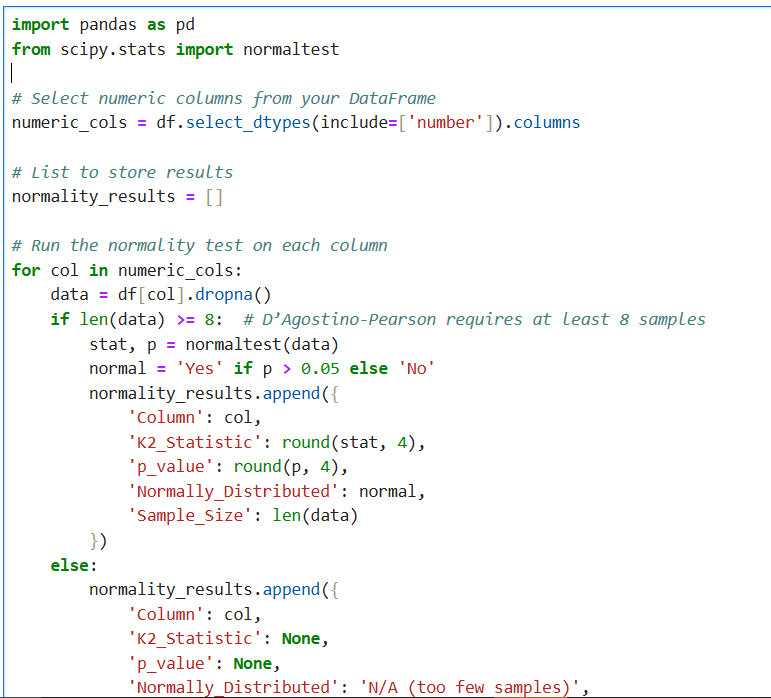 import pandas as pd
from scipy.stats import normaltest

# Select numeric columns from your DataFrame
numeric_cols = df.select_dtypes(include=['number']).columns

# List to store results
normality_results = []

# Run the normality test on each column
for col in numeric_cols:
    data = df[col].dropna()
    if len(data) >= 8:  # D’Agostino-Pearson requires at least 8 samples
        stat, p = normaltest(data)
        normal = 'Yes' if p > 0.05 else 'No'
        normality_results.append({
            'Column': col,
            'K2_Statistic': round(stat, 4),
            'p_value': round(p, 4),
            'Normally_Distributed': normal,
            'Sample_Size': len(data)
        })
    else:
        normality_results.append({
            'Column': col,
            'K2_Statistic': None,
            'p_value': None,
            'Normally_Distributed': 'N/A (too few samples)',